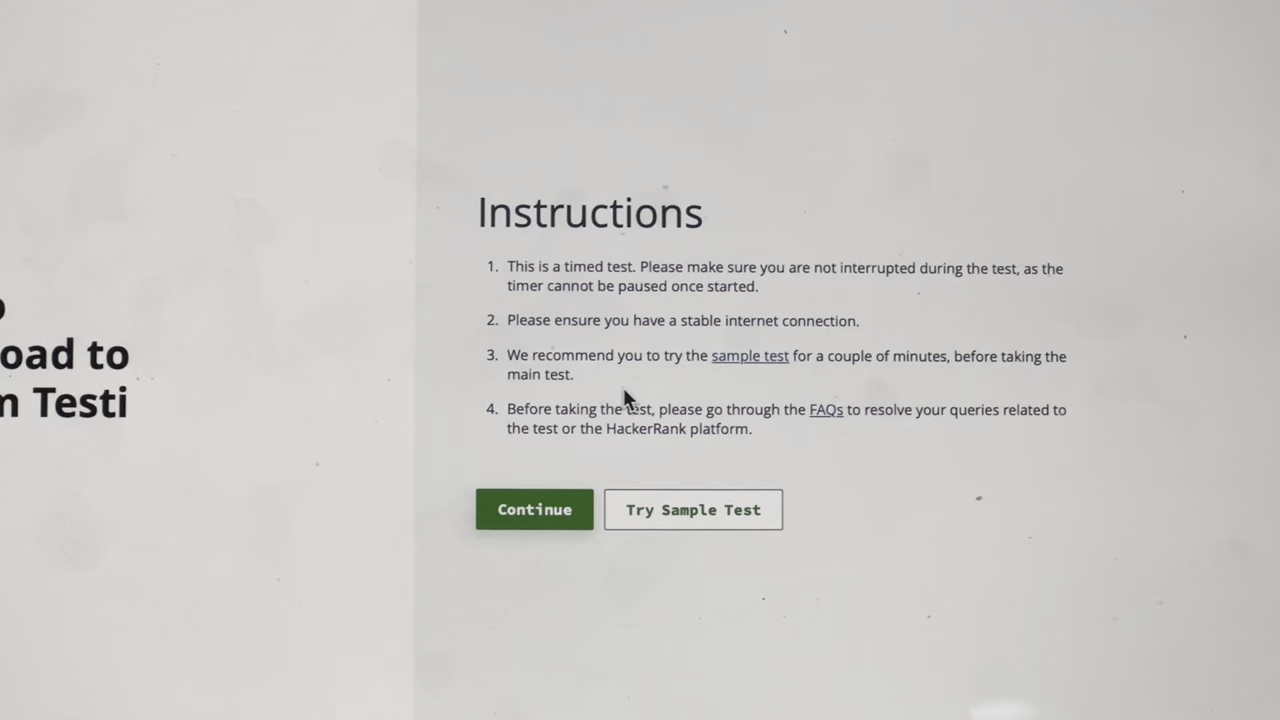 Instructions
1. This is a timed test. Please make sure you are not interrupted during the test, as the
timer cannot be paused once started.
2. Please ensure you have a stable internet connection.
3. We recommend you to try the sample test for a couple of minutes, before taking the
main test.
4. Before taking the test, please go through the FAQs to resolve your queries related to
the test or the HackerRank platform.
Continue
Try Sample Test
oad to
Testi